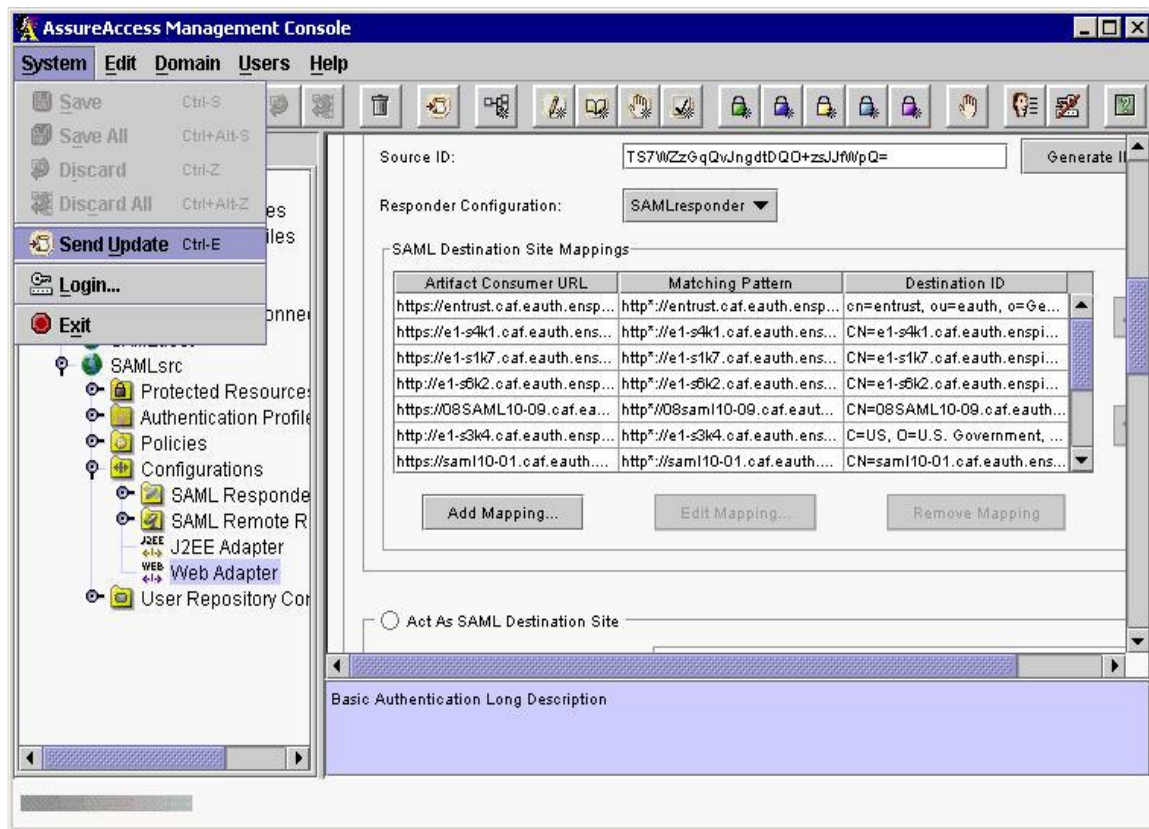 AssureAccess Management Console
System Edit Domain Users Help
Save Ctrl-S
Save All Ctrl+Alt-S
Discard Ctrl-Z
Discard All Ctrl+Alt-Z
Send Update Ctrl-E
Login...
Exit
es
iles
onne
SAMLsrc
Protected Resource
Authentication Profile
Policies
Configurations
SAML Responde
SAML Remote R
J2EE J2EE Adapter
WEB Web Adapter
User Repository Cor
Source ID: TS7WZzGqQvJngdtDQO+zsJJfWpQ= Generate I
Responder Configuration: SAMLresponder
SAML Destination Site Mappings
Artifact Consumer URL Matching Pattern Destination ID
https://entrust.caf.eauth.ensp... http*://entrust.caf.eauth.ensp... cn=entrust, ou=eauth, o=Ge...
https://e1-s4k1.caf.eauth.ens... http*://e1-s4k1.caf.eauth.ens... CN=e1-s4k1.caf.eauth.enspi...
https://e1-s1k7.caf.eauth.ens... http*://e1-s1k7.caf.eauth.ens... CN=e1-s1k7.caf.eauth.enspi...
http://e1-s6k2.caf.eauth.ensp... http*://e1-s6k2.caf.eauth.ens... CN=e1-s6k2.caf.eauth.enspi...
https://08SAML10-09.caf.ea... http*//08saml10-09.caf.eaut... CN=08SAML10-09.caf.eauth...
http://e1-s3k4.caf.eauth.ensp... http*://e1-s3k4.caf.eauth.ens... C=US, O=U.S. Government, ...
https://saml10-01.caf.eauth.... http*://saml10-01.caf.eauth.... CN=saml10-01.caf.eauth.ens...
Add Mapping... Edit Mapping... Remove Mapping
Act As SAML Destination Site
Basic Authentication Long Description